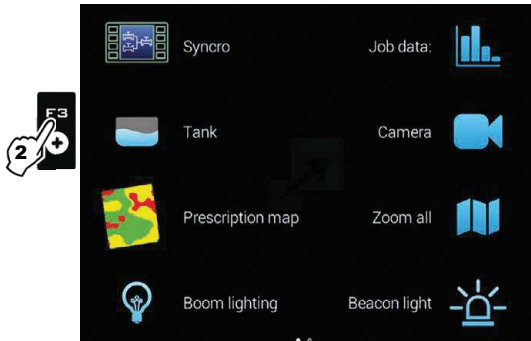 Syncro
Job data:
F3
Tank
Camera
2
Prescription map
Zoom all
Boom lighting
Beacon light